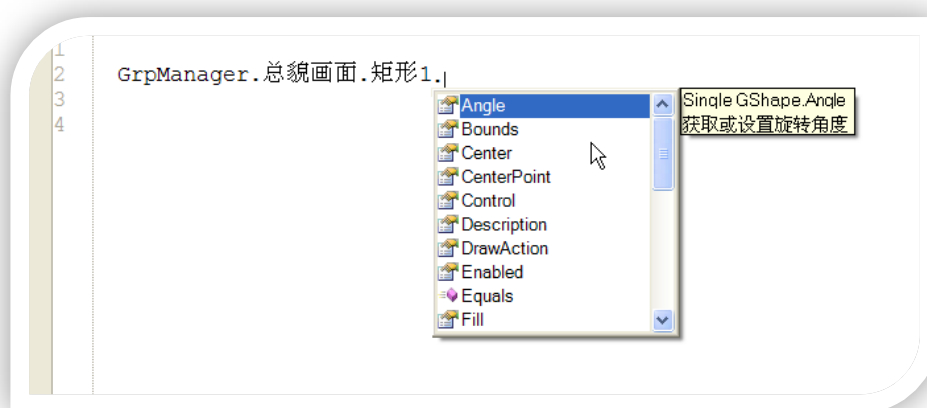 1
2
GrpManager.总貌画面.矩形1.
3
4
Angle
Bounds
Center
CenterPoint
Control
Description
DrawAction
Enabled
Equals
Fill
Single GShape.Angle
获取或设置旋转角度